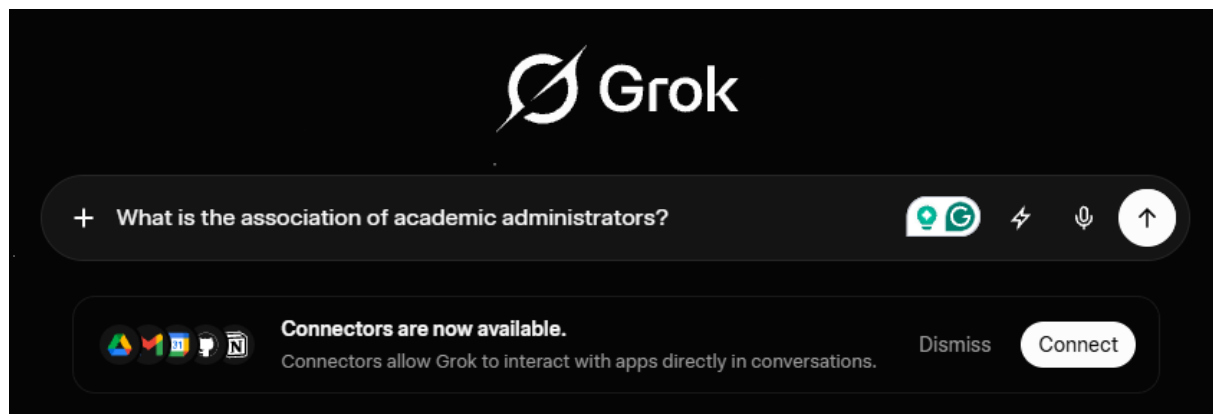 Grok
What is the association of academic administrators?
Connectors are now available.
Connectors allow Grok to interact with apps directly in conversations.
Dismiss
Connect
31
N
G